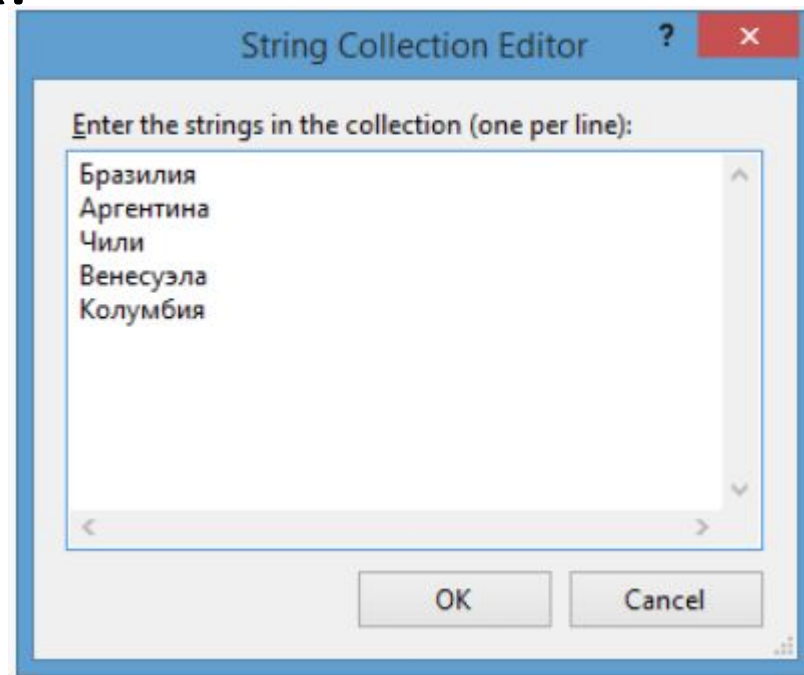 String Collection Editor ?
Enter the strings in the collection (one per line):
Бразилия
Аргентина
Чили
Венесуэла
Колумбия
OK Cancel